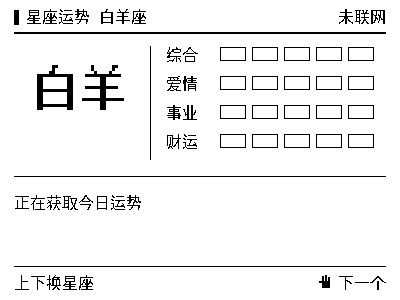 星座运势 白羊座 未联网
白羊
综合
爱情
事业
财运
正在获取今日运势
上下换星座 下一个